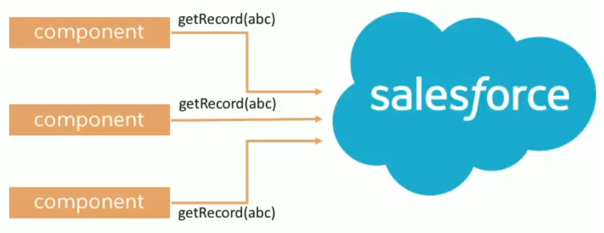 getRecord(abc)
component
getRecord(abc)
salesforce
component
component
getRecord(abc)